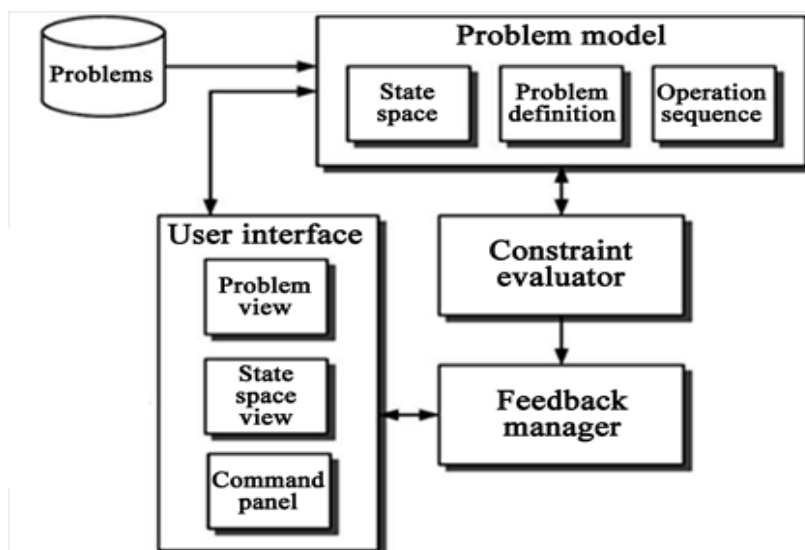 Problem model
Problems
State
space
Problem
definition
Operation
sequence
User interface
Problem
view
State
space
view
Command
panel
Constraint
evaluator
Feedback
manager